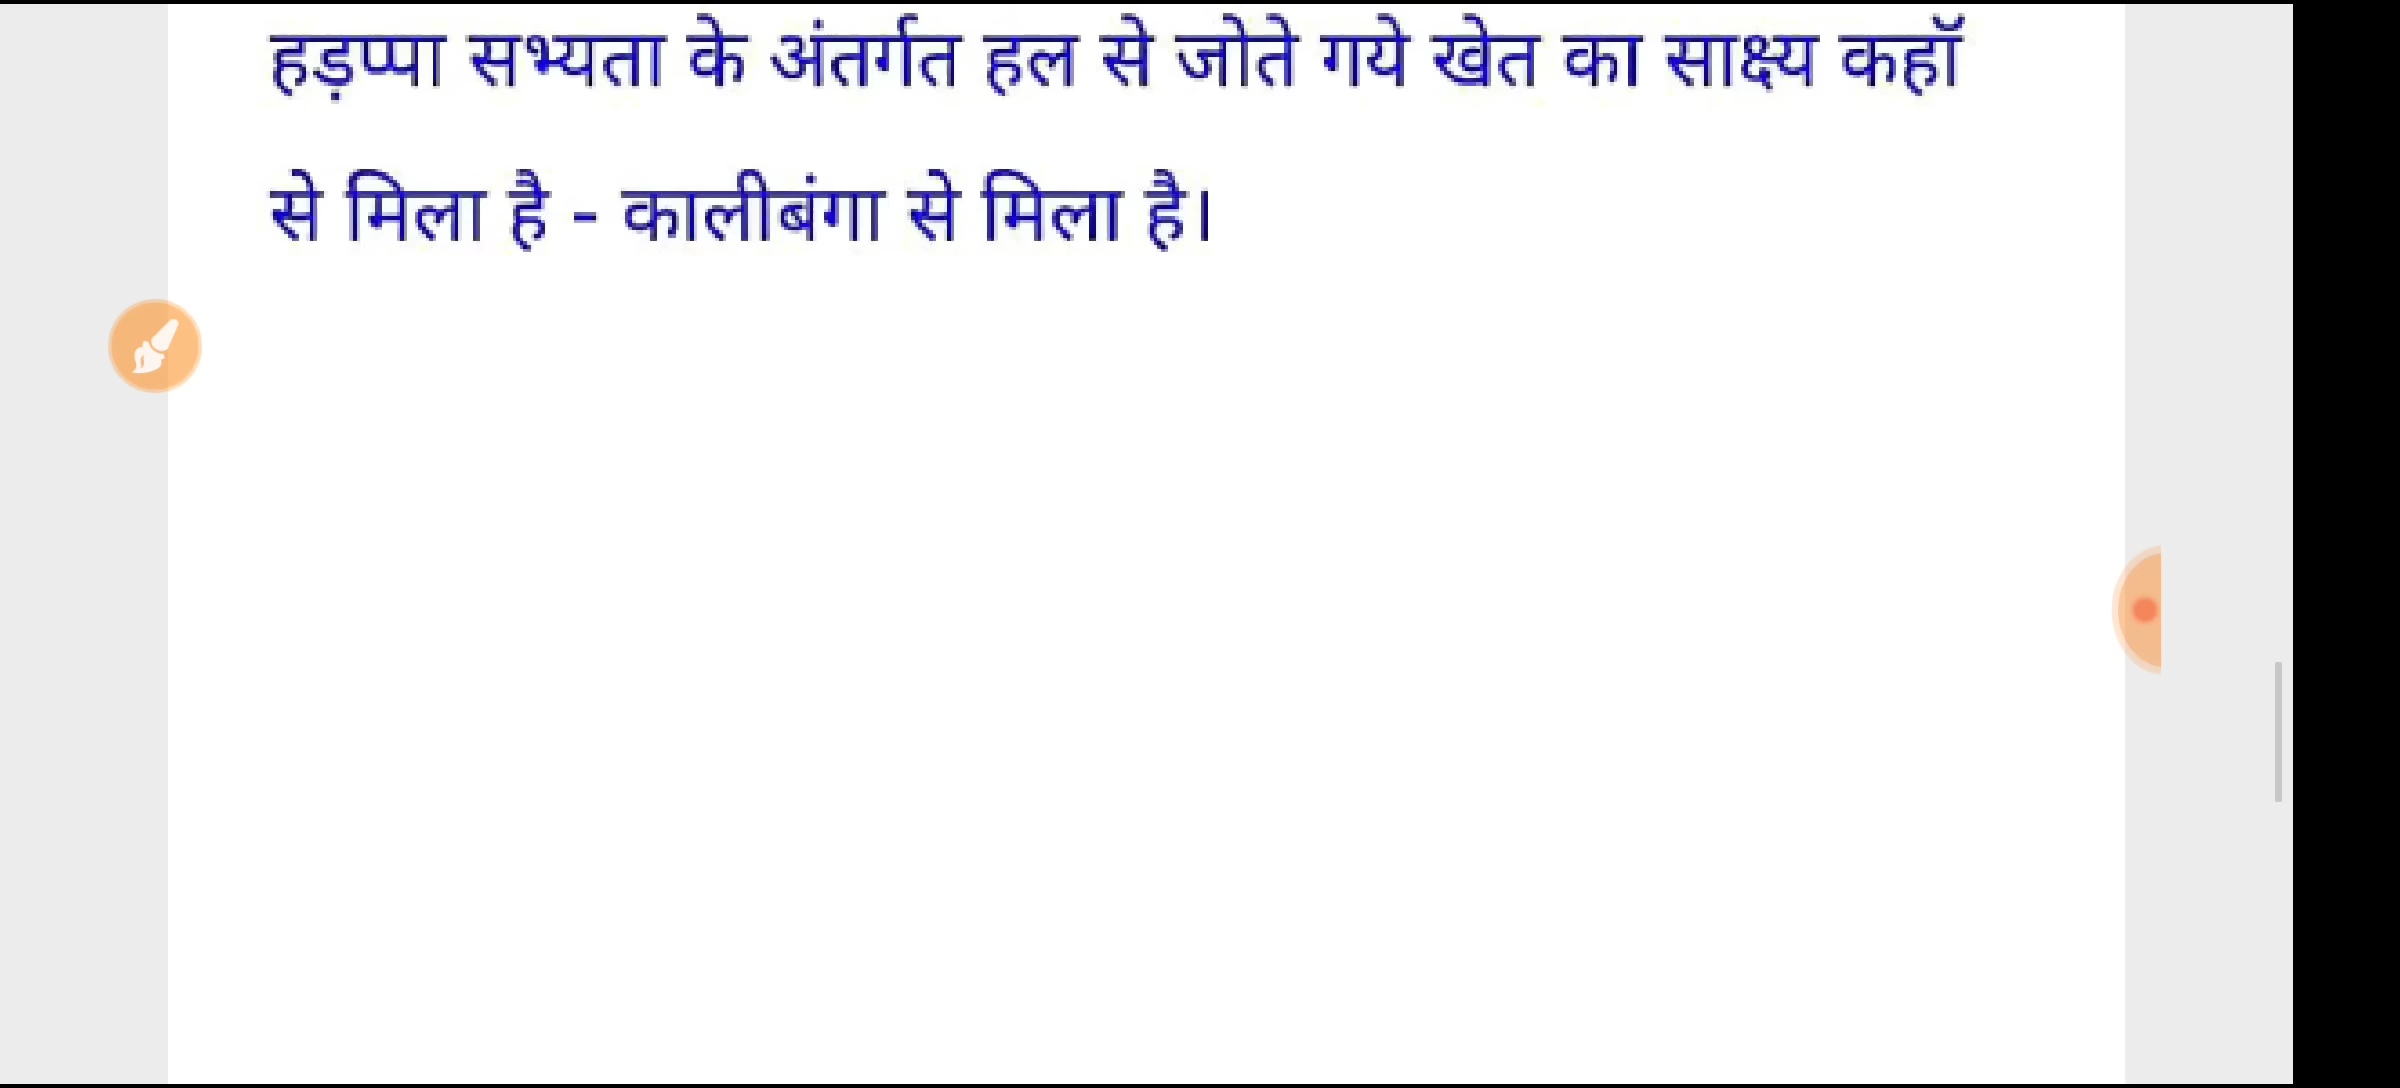 हड़प्पा सभ्यता के अंतर्गत हल से जोते गये खेत का साक्ष्य कहॉ
से मिला है - कालीबंगा से मिला है।